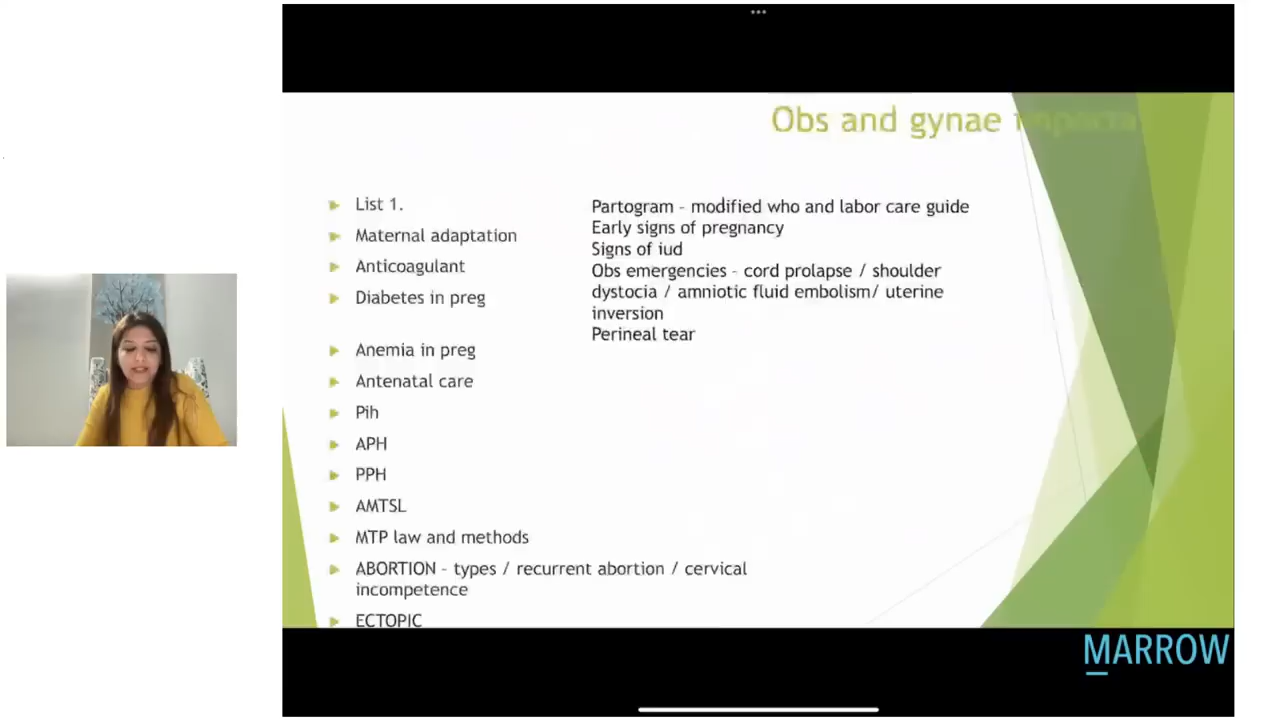 Obs and gynae
List 1.
Maternal adaptation
Anticoagulant
Diabetes in preg
Anemia in preg
Antenatal care
Pih
APH
PPH
AMTSL
MTP law and methods
ABORTION – types / recurrent abortion / cervical
incompetence
ECTOPIC
Partogram – modified who and labor care guide
Early signs of pregnancy
Signs of iud
Obs emergencies – cord prolapse / shoulder
dystocia / amniotic fluid embolism/ uterine
inversion
Perineal tear
MARROW